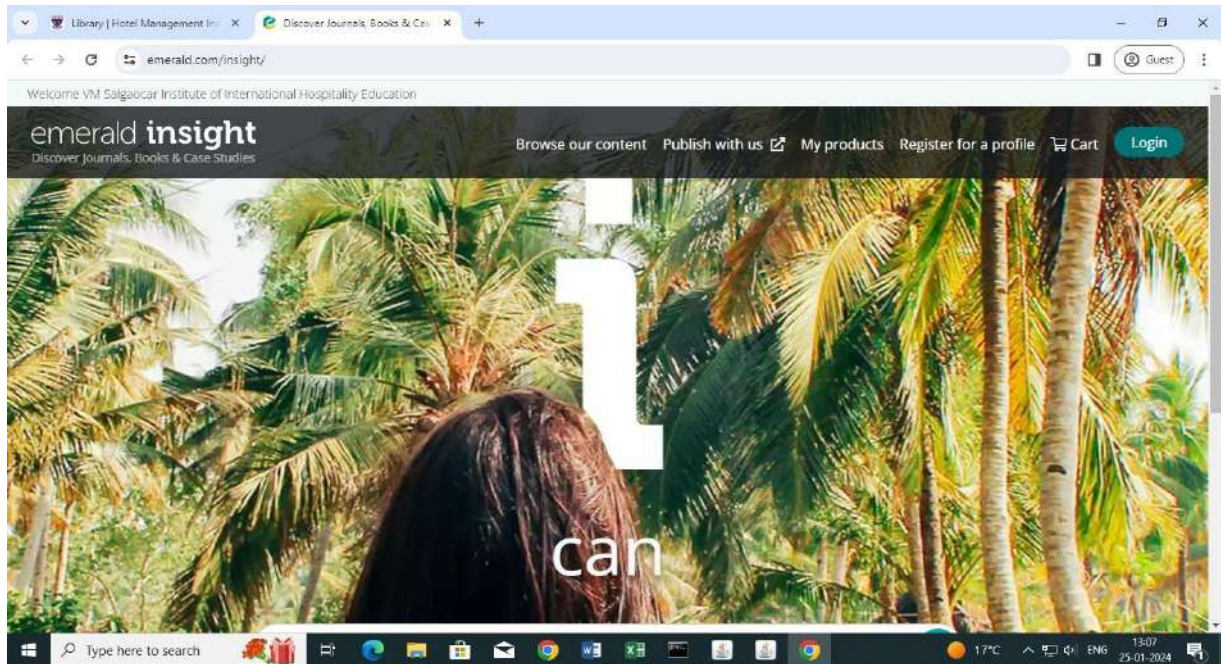 Library | Hotel Management In
Discover Journals, Books & Ca
emerald.com/insight/
Guest
Welcome VM Salgaocar Institute of International Hospitality Education
emerald insight
Discover Journals, Books & Case Studies
Browse our content Publish with us My products Register for a profile Cart Login
i
can
Type here to search
17°C ENG 13:07
25-01-2024